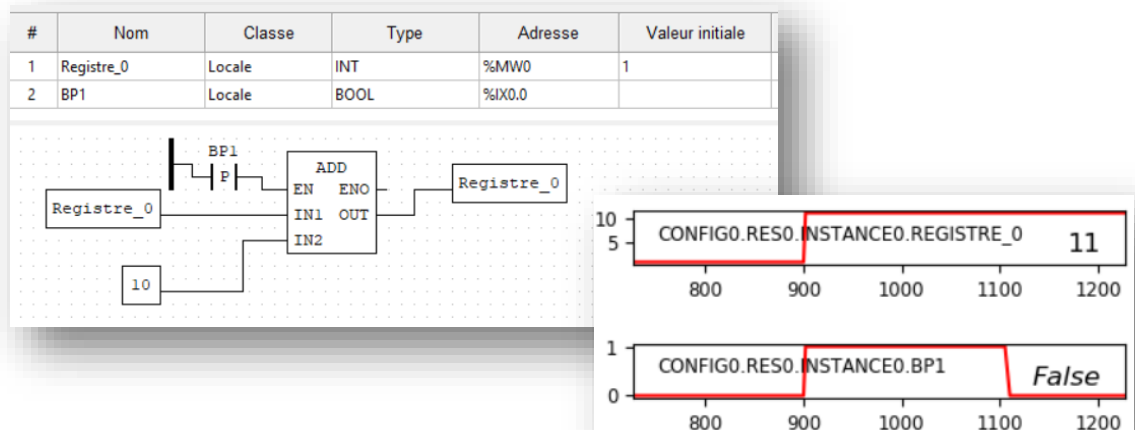 # Nom Classe Type Adresse Valeur initiale
1 Registre_0 Locale INT %MW0 1
2 BP1 Locale BOOL %IX0.0
BP1
P
ADD
EN ENO
IN1 OUT
IN2
Registre_0
Registre_0
10
10
5
CONFIG0.RES0.INSTANCE0.REGISTRE_0 11
800 900 1000 1100 1200
1
0
CONFIG0.RES0.INSTANCE0.BP1 False
800 900 1000 1100 1200